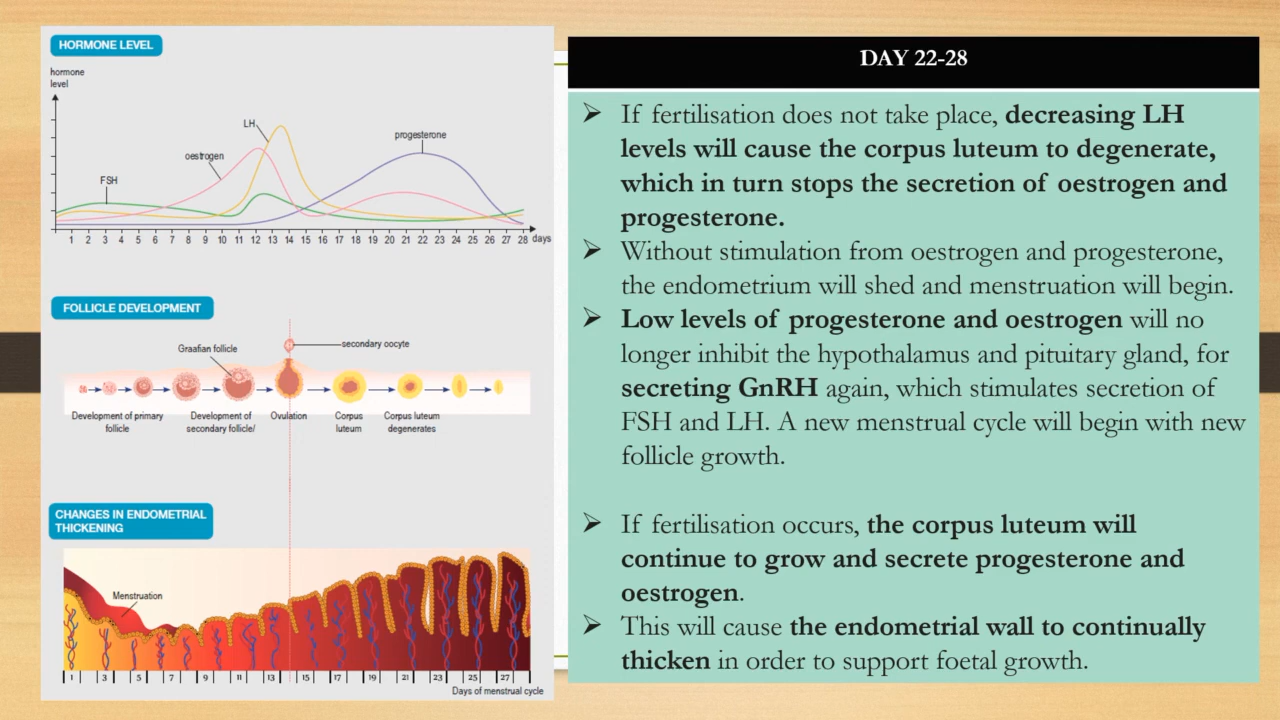 HORMONE LEVEL
hormone
level
LH
progesterone
oestrogen
FSH
1 2 3 4 5 6 7 8 9 10 11 12 13 14 15 16 17 18 19 20 21 22 23 24 25 26 27 28 days
FOLLICLE DEVELOPMENT
secondary oocyte
Graafian follicle
Development of primary
follicle
Development of
secondary follicle/
Ovulation
Corpus
luteum
Corpus luteum
degenerates
CHANGES IN ENDOMETRIAL
THICKENING
Menstruation
1 3 5 7 9 11 13 15 17 19 21 23 25 27
Days of menstrual cycle
DAY 22-28
➢ If fertilisation does not take place, decreasing LH
levels will cause the corpus luteum to degenerate,
which in turn stops the secretion of oestrogen and
progesterone.
➢ Without stimulation from oestrogen and progesterone,
the endometrium will shed and menstruation will begin.
➢ Low levels of progesterone and oestrogen will no
longer inhibit the hypothalamus and pituitary gland, for
secreting GnRH again, which stimulates secretion of
FSH and LH. A new menstrual cycle will begin with new
follicle growth.
➢ If fertilisation occurs, the corpus luteum will
continue to grow and secrete progesterone and
oestrogen.
➢ This will cause the endometrial wall to continually
thicken in order to support foetal growth.